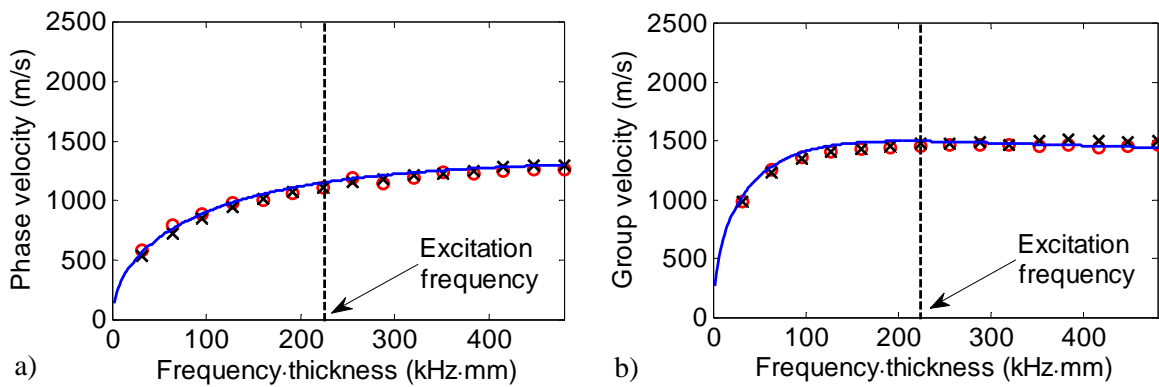 2500
2000
1500
1000
500
0
Phase velocity (m/s)
0 100 200 300 400
Frequency·thickness (kHz·mm)
Excitation
frequency
a)
2500
2000
1500
1000
500
0
Group velocity (m/s)
0 100 200 300 400
Frequency·thickness (kHz·mm)
Excitation
frequency
b)